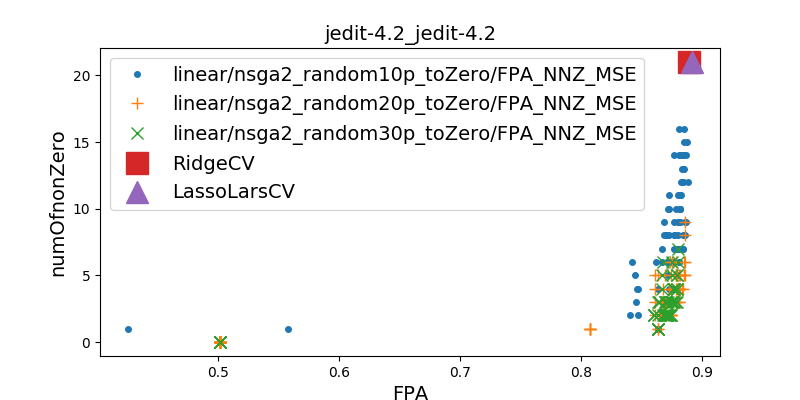 jedit-4.2_jedit-4.2
linear/nsga2_random10p_toZero/FPA_NNZ_MSE
linear/nsga2_random20p_toZero/FPA_NNZ_MSE
linear/nsga2_random30p_toZero/FPA_NNZ_MSE
RidgeCV
LassoLarsCV
numOfnonZero
20
15
10
5
0
0.5 0.6 0.7 0.8 0.9
FPA